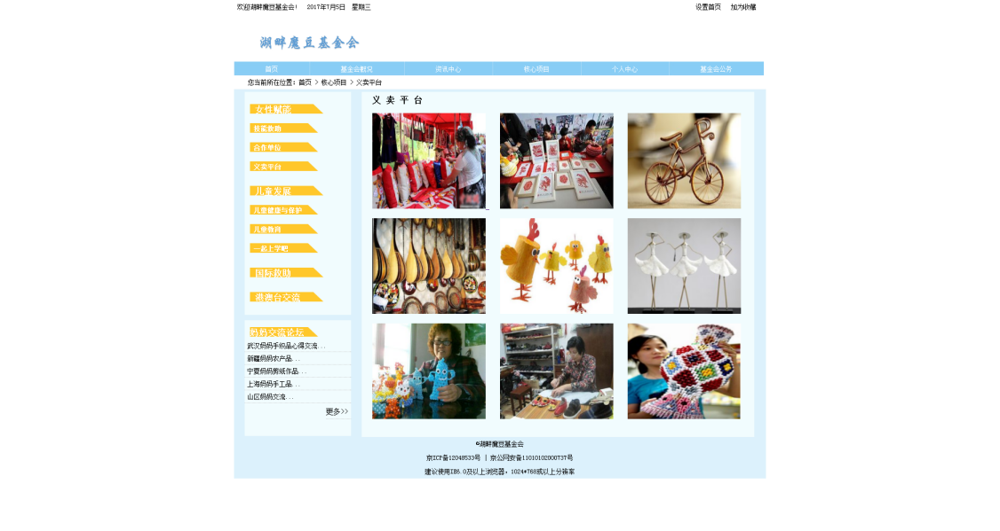 欢迎湖畔魔豆基金会! 2017年7月5日 星期三
设置首页 加为收藏
湖畔魔豆基金会
首页 基金会概况 资讯中心 核心项目 个人中心 基金会公告
您当前所在位置: 首页 > 核心项目 > 义卖平台
女性赋能
技能救助
合作单位
义卖平台
儿童发展
儿童健康与保护
儿童教育
一起上学吧
国际救助
港澳台交流
妈妈交流论坛
武汉妈妈手织品心得交流...
新疆妈妈农产品...
宁夏妈妈剪纸作品...
上海妈妈手工品...
山区妈妈交流...
更多>>
义 卖 平 台
©湖畔魔豆基金会
京ICP备12048533号 | 京公网安备11010102000737号
建议使用IE6.0及以上浏览器，1024*768或以上分辨率